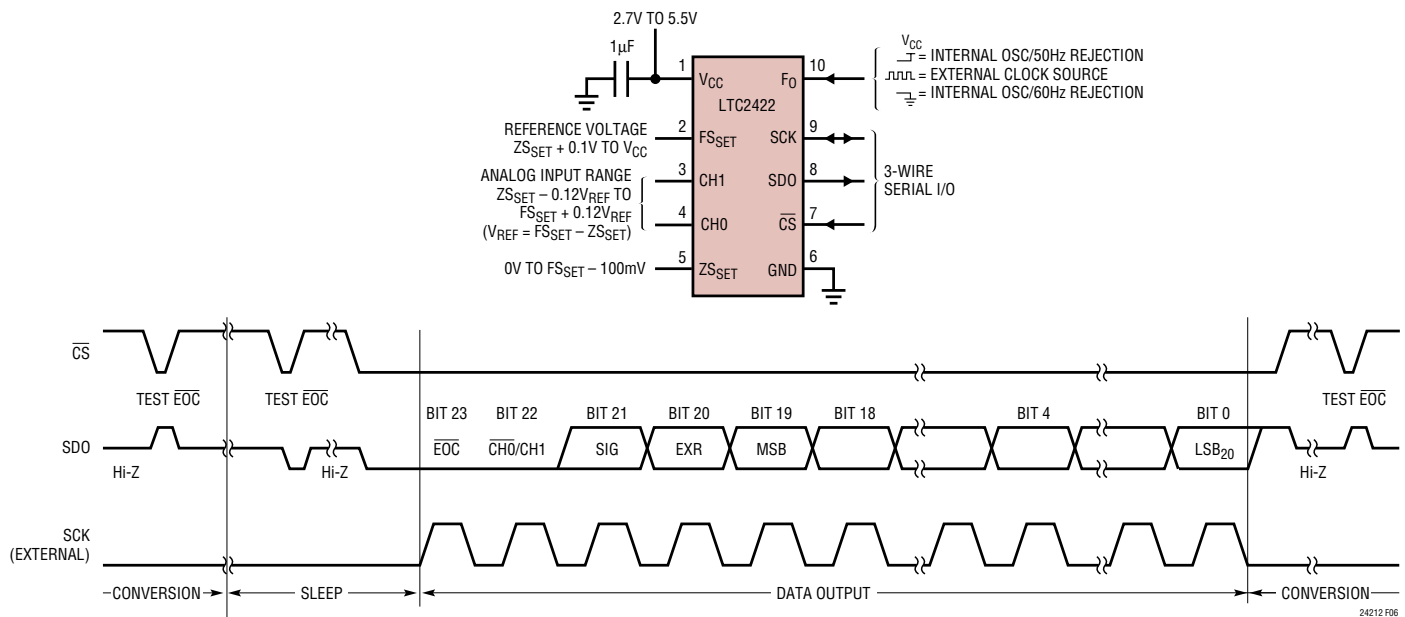 2.7V TO 5.5V
1µF
VCC
= INTERNAL OSC/50Hz REJECTION
= EXTERNAL CLOCK SOURCE
= INTERNAL OSC/60Hz REJECTION
1
VCC
FO
10
LTC2422
REFERENCE VOLTAGE
ZSSET + 0.1V TO VCC
2
FSSET
SCK
9
ANALOG INPUT RANGE
ZSSET – 0.12VREF TO
FSSET + 0.12VREF
(VREF = FSSET – ZSSET)
3
CH1
SDO
8
3-WIRE
SERIAL I/O
4
CH0
CS
7
0V TO FSSET – 100mV
5
ZSSET
GND
6
CS
TEST EOC
TEST EOC
TEST EOC
BIT 23
BIT 22
BIT 21
BIT 20
BIT 19
BIT 18
BIT 4
BIT 0
SDO
EOC
CH0/CH1
SIG
EXR
MSB
LSB20
Hi-Z
Hi-Z
Hi-Z
SCK
(EXTERNAL)
CONVERSION
SLEEP
DATA OUTPUT
CONVERSION
24212 F06